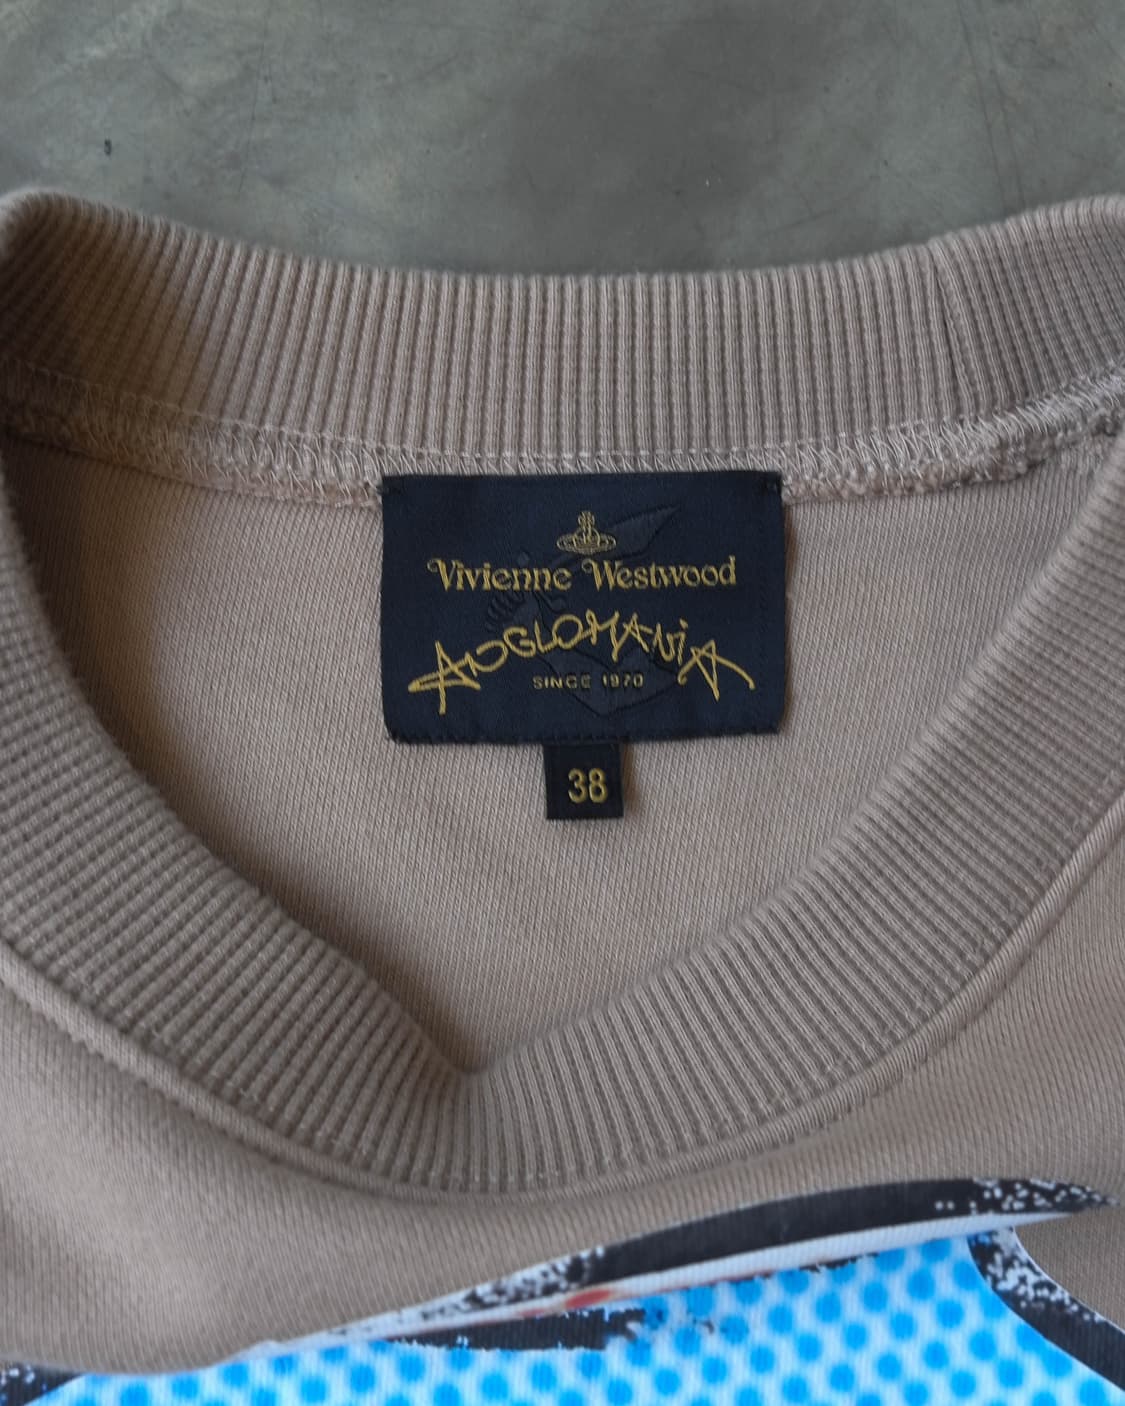 Vivienne Westwood
ANGLOMANiA
SINCE 1970
38